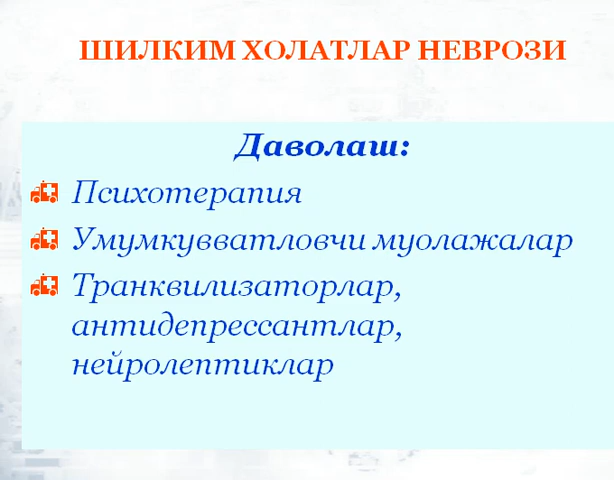 ШИЛКИМ ХОЛАТЛАР НЕВРОЗИ
Даволаш:
Психотерапия
Умумкувватловчи муолажалар
Транквилизаторлар,
антидепрессантлар,
нейролептиклар